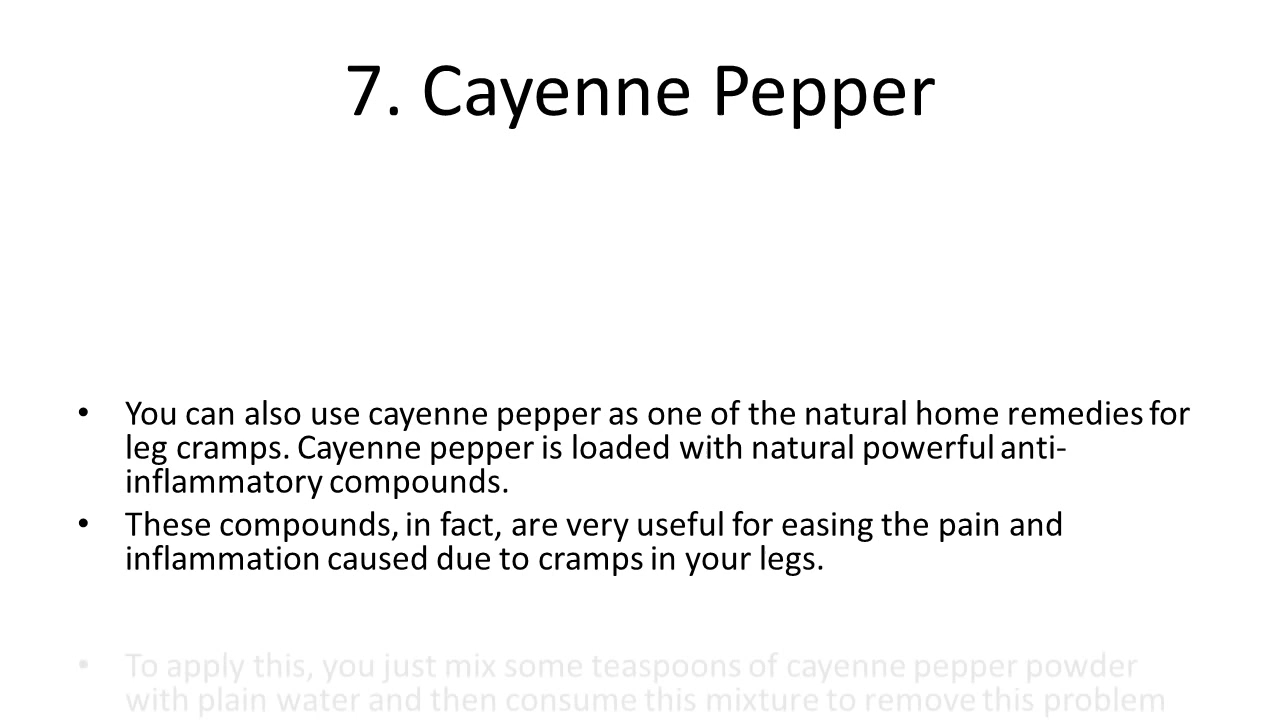 7. Cayenne Pepper
• You can also use cayenne pepper as one of the natural home remedies for
leg cramps. Cayenne pepper is loaded with natural powerful anti-
inflammatory compounds.
• These compounds, in fact, are very useful for easing the pain and
inflammation caused due to cramps in your legs.
• To apply this, you just mix some teaspoons of cayenne pepper powder
with plain water and then consume this mixture to remove this problem